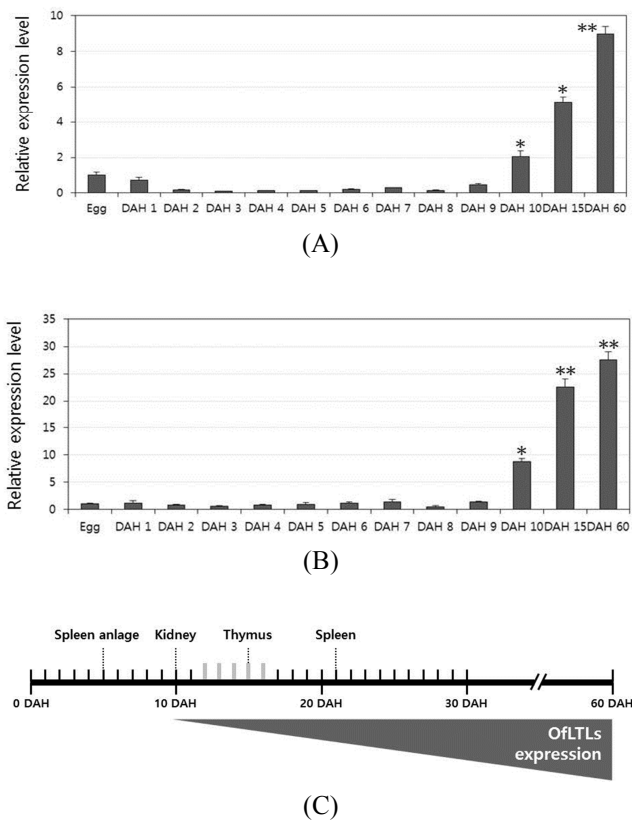 Relative expression level
10
8
6
4
2
0
**
*
*
Egg DAH 1 DAH 2 DAH 3 DAH 4 DAH 5 DAH 6 DAH 7 DAH 8 DAH 9 DAH 10 DAH 15 DAH 60
(A)
Relative expression level
35
30
25
20
15
10
5
0
**
**
*
Egg DAH 1 DAH 2 DAH 3 DAH 4 DAH 5 DAH 6 DAH 7 DAH 8 DAH 9 DAH 10 DAH 15 DAH 60
(B)
Spleen anlage Kidney Thymus Spleen
0 DAH 10 DAH 20 DAH 30 DAH 60 DAH
OfLTLs
expression
(C)